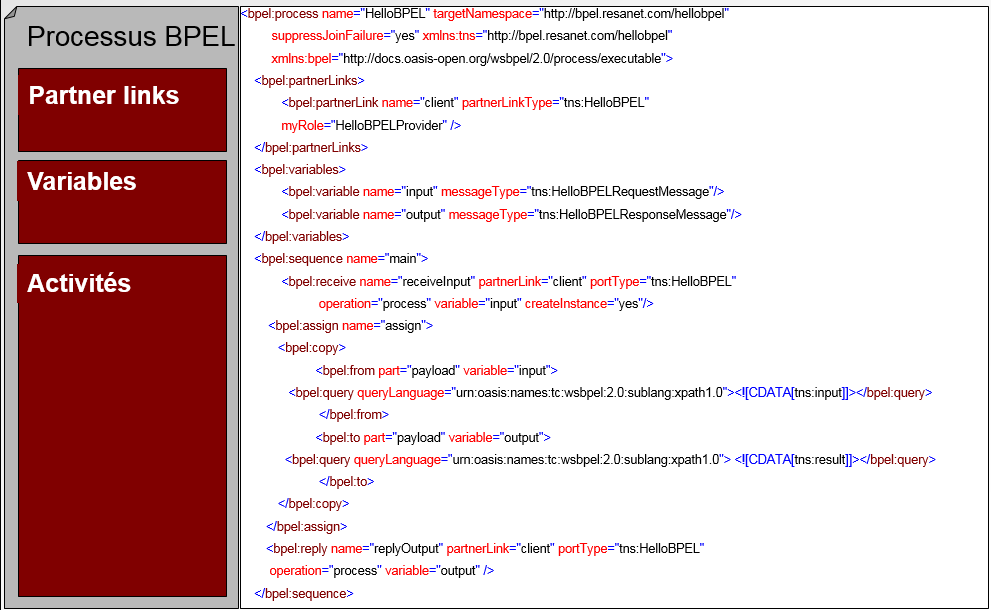 Processus BPEL
Partner links
Variables
Activités
<bpel:process name="HelloBPEL" targetNamespace="http://bpel.resanet.com/hellobpel"
suppressJoinFailure="yes" xmlns:tns="http://bpel.resanet.com/hellobpel"
xmlns:bpel="http://docs.oasis-open.org/wsbpel/2.0/process/executable">
<bpel:partnerLinks>
<bpel:partnerLink name="client" partnerLinkType="tns:HelloBPEL"
myRole="HelloBPELProvider" />
</bpel:partnerLinks>
<bpel:variables>
<bpel:variable name="input" messageType="tns:HelloBPELRequestMessage"/>
<bpel:variable name="output" messageType="tns:HelloBPELResponseMessage"/>
</bpel:variables>
<bpel:sequence name="main">
<bpel:receive name="receiveInput" partnerLink="client" portType="tns:HelloBPEL"
operation="process" variable="input" createInstance="yes"/>
<bpel:assign name="assign">
<bpel:copy>
<bpel:from part="payload" variable="input">
<bpel:query queryLanguage="urn:oasis:names:tc:wsbpel:2.0:sublang:xpath1.0"><![CDATA[tns:input]]></bpel:query>
</bpel:from>
<bpel:to part="payload" variable="output">
<bpel:query queryLanguage="urn:oasis:names:tc:wsbpel:2.0:sublang:xpath1.0"> <![CDATA[tns:result]]></bpel:query>
</bpel:to>
</bpel:copy>
</bpel:assign>
<bpel:reply name="replyOutput" partnerLink="client" portType="tns:HelloBPEL"
operation="process" variable="output" />
</bpel:sequence>